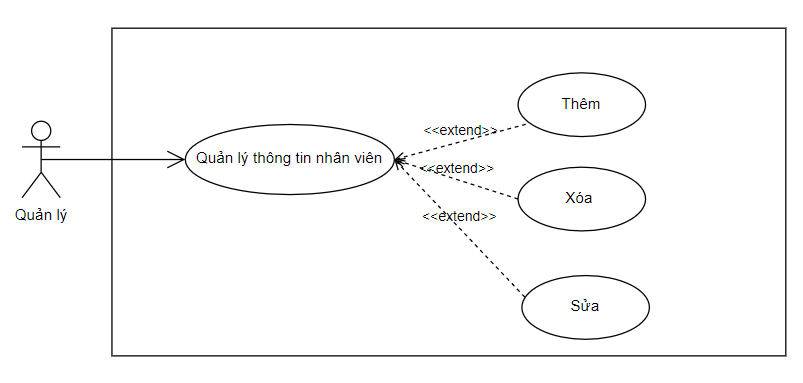 Thêm
<<extend>>
Quản lý thông tin nhân viên
<<extend>>
Xóa
Quản lý
<<extend>>
Sửa